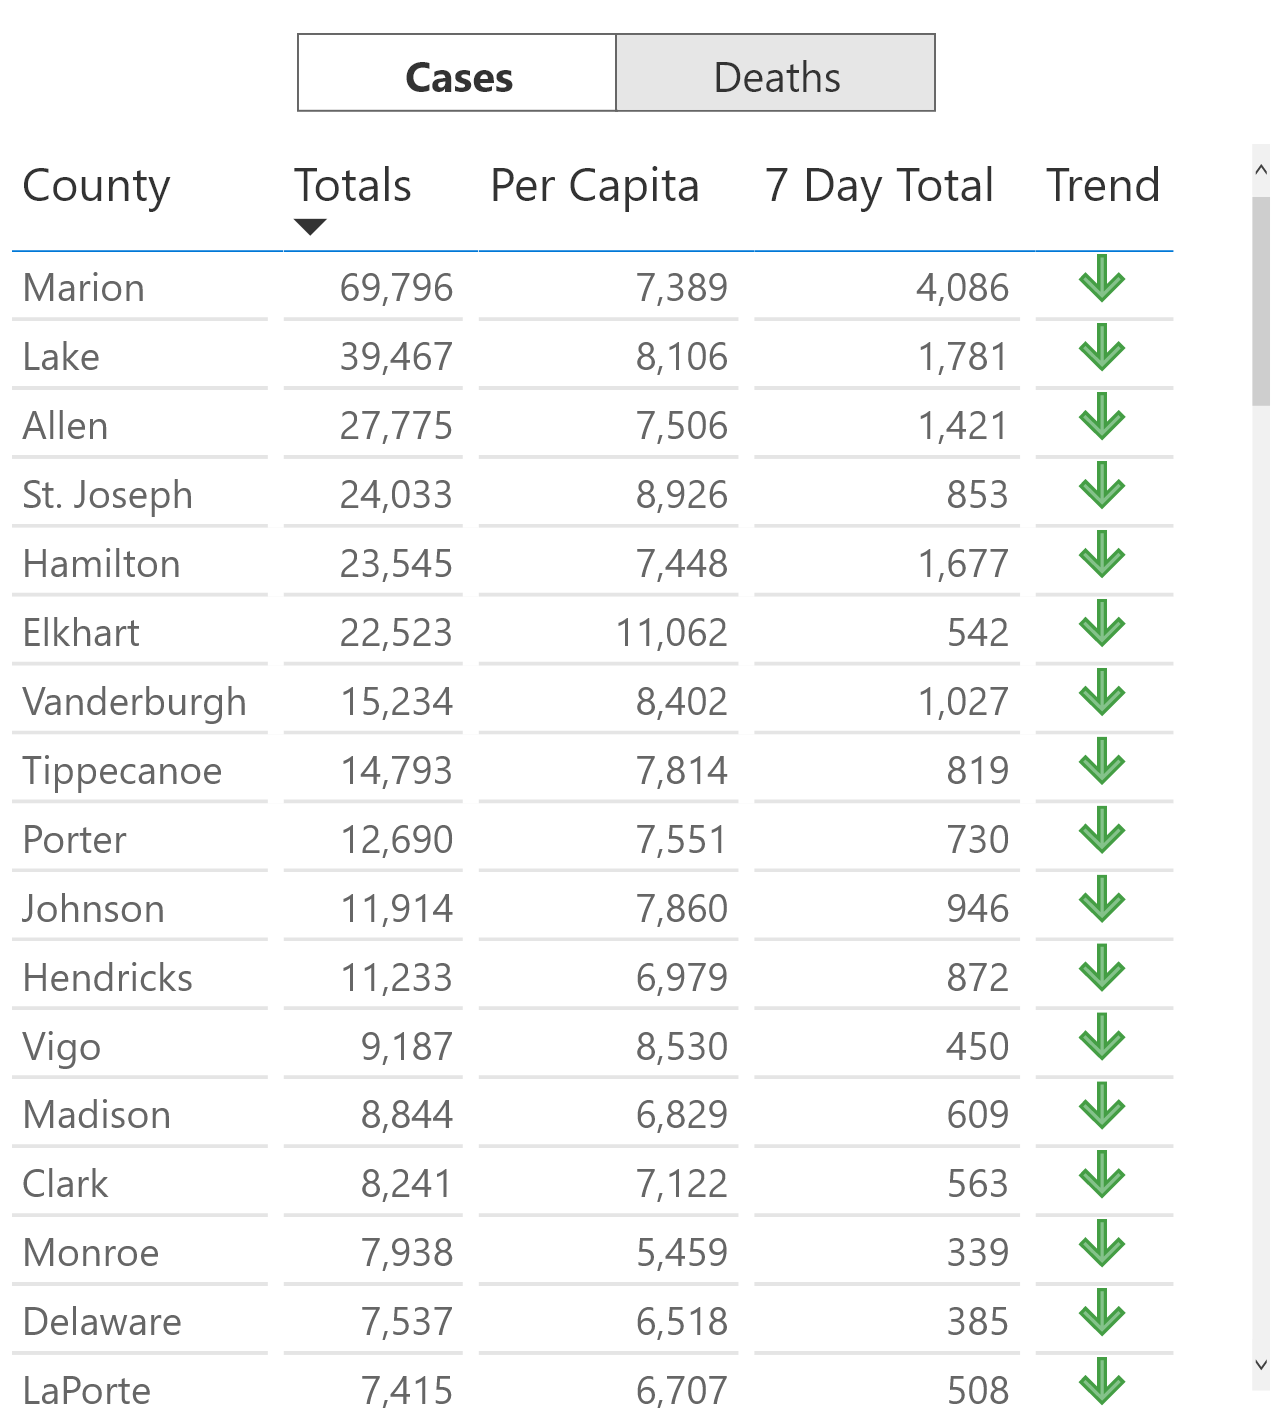 Cases Deaths
County Totals Per Capita 7 Day Total Trend
Marion 69,796 7,389 4,086
Lake 39,467 8,106 1,781
Allen 27,775 7,506 1,421
St. Joseph 24,033 8,926 853
Hamilton 23,545 7,448 1,677
Elkhart 22,523 11,062 542
Vanderburgh 15,234 8,402 1,027
Tippecanoe 14,793 7,814 819
Porter 12,690 7,551 730
Johnson 11,914 7,860 946
Hendricks 11,233 6,979 872
Vigo 9,187 8,530 450
Madison 8,844 6,829 609
Clark 8,241 7,122 563
Monroe 7,938 5,459 339
Delaware 7,537 6,518 385
LaPorte 7,415 6,707 508